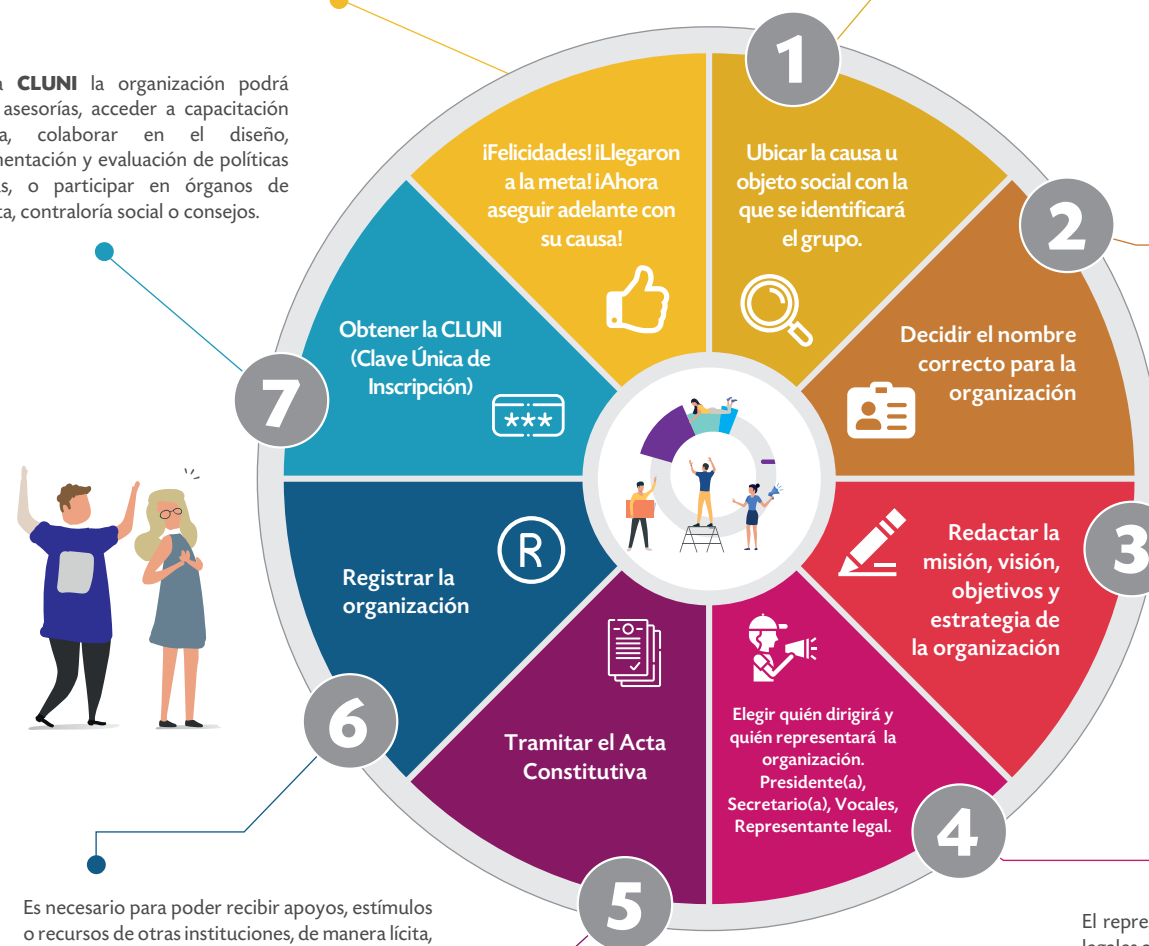 a CLUNI la organización podrá
asesorías, acceder a capacitación
a, colaborar en el diseño,
mentación y evaluación de políticas
s, o participar en órganos de
ta, contraloría social o consejos.
¡Felicidades! ¡Llegaron
a la meta! ¡Ahora
aseguir adelante con
su causa!
1
Ubicar la causa u
objeto social con la
que se identificará
el grupo.
2
Decidir el nombre
correcto para la
organización
3
Redactar la
misión, visión,
objetivos y
estrategia de
la organización
4
Elegir quién dirigirá y
quién representará la
organización.
Presidente(a),
Secretario(a), Vocales,
Representante legal.
5
Tramitar el Acta
Constitutiva
6
Registrar la
organización
R
7
Obtener la CLUNI
(Clave Única de
Inscripción)
***
Es necesario para poder recibir apoyos, estímulos
o recursos de otras instituciones, de manera lícita,
El repre